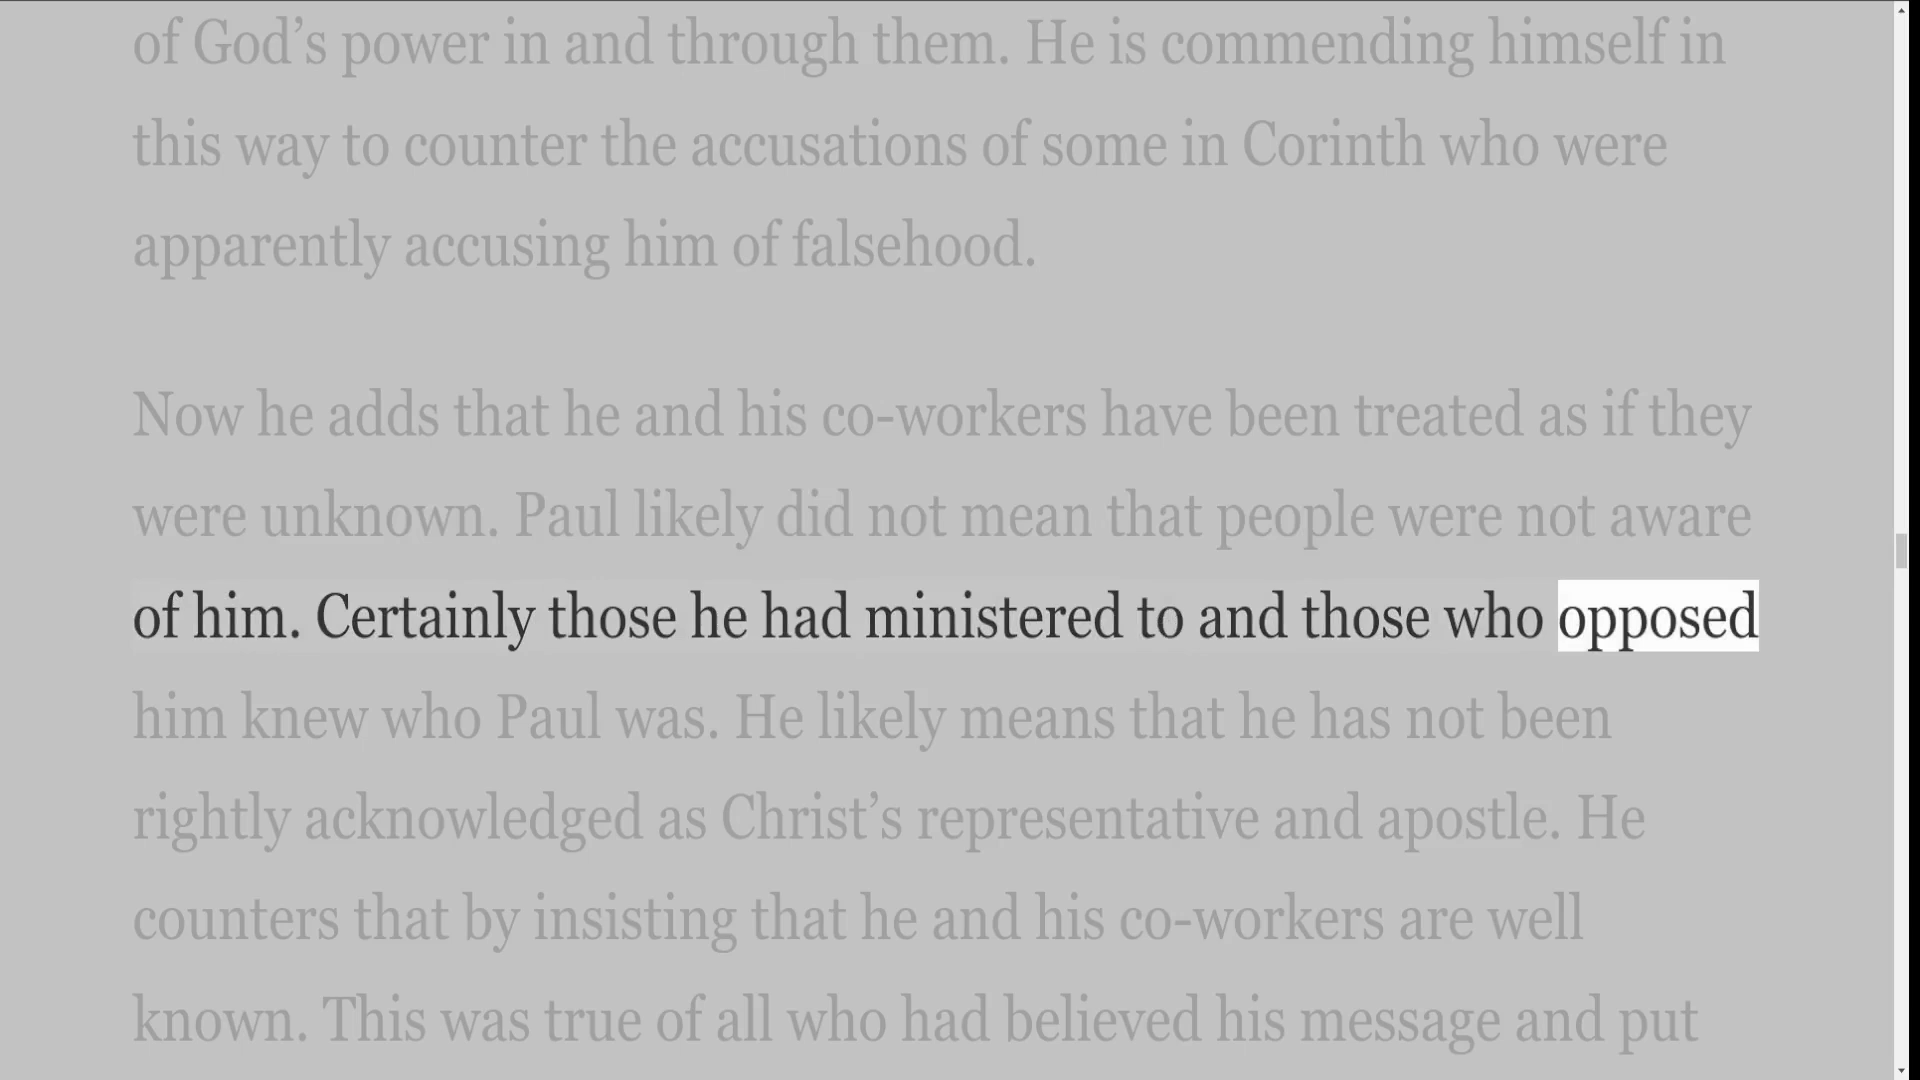 of God’s power in and through them. He is commending himself in
this way to counter the accusations of some in Corinth who were
apparently accusing him of falsehood.
Now he adds that he and his co-workers have been treated as if they
were unknown. Paul likely did not mean that people were not aware
of him. Certainly those he had ministered to and those who opposed
him knew who Paul was. He likely means that he has not been
rightly acknowledged as Christ’s representative and apostle. He
counters that by insisting that he and his co-workers are well
known. This was true of all who had believed his message and put